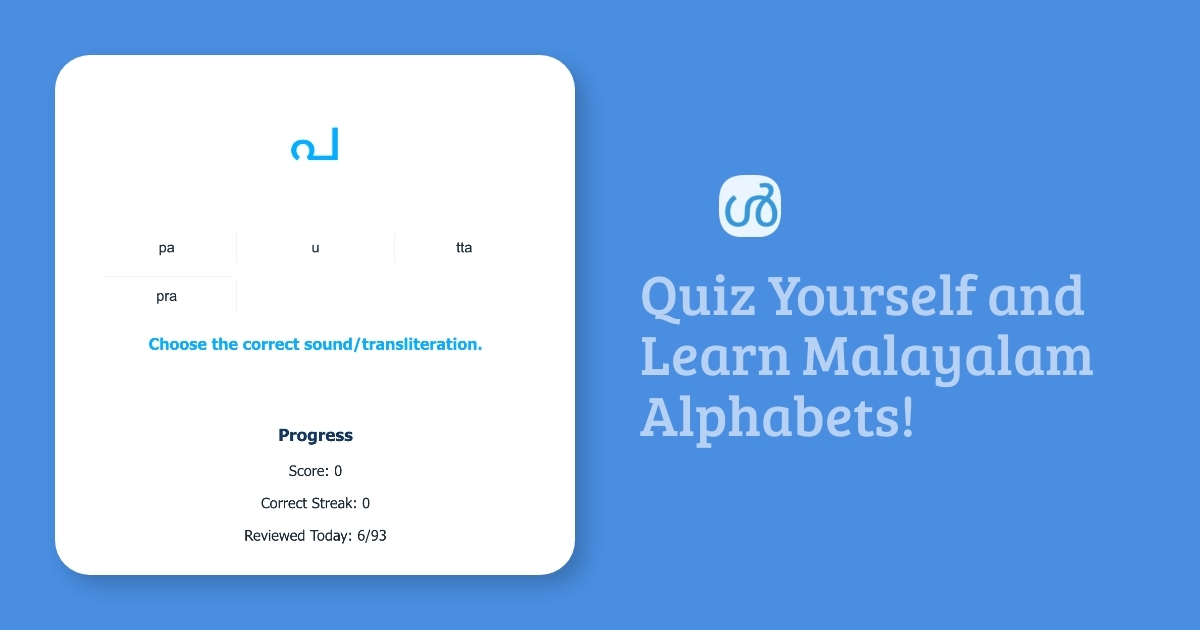 പ
pa u tta
pra
Choose the correct sound/transliteration.
Progress
Score: 0
Correct Streak: 0
Reviewed Today: 6/93
ശ
Quiz Yourself and
Learn Malayalam
Alphabets!